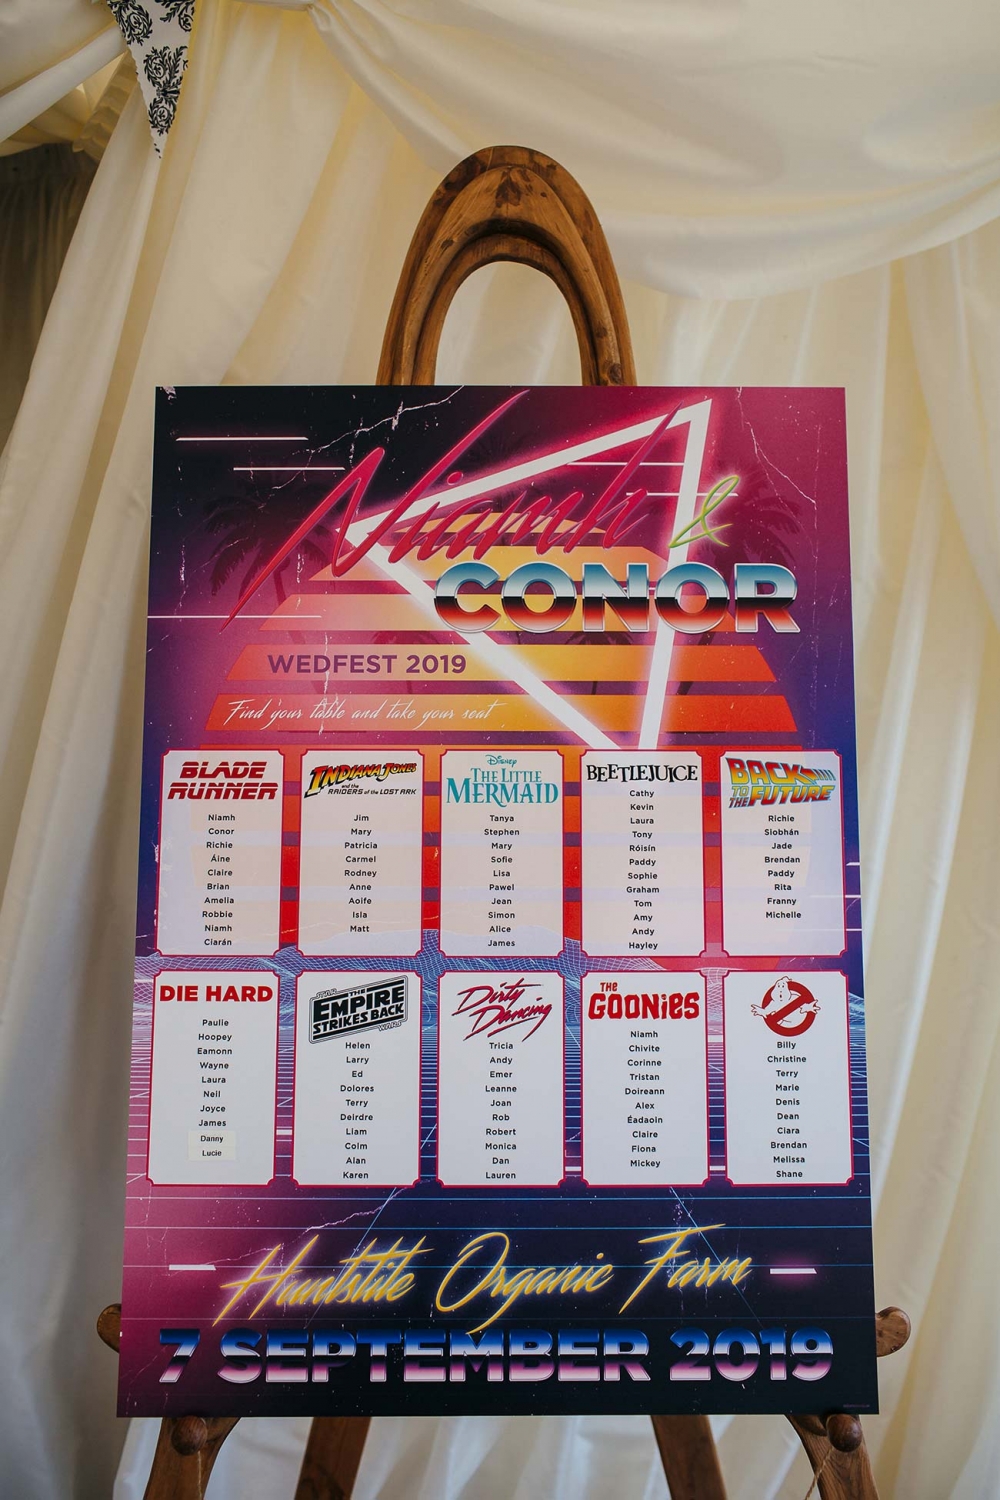 Niamh &
CONOR
WEDFEST 2019
Find your table and take your seat
BLADE
RUNNER
Niamh
Conor
Richie
Áine
Claire
Brian
Amelia
Robbie
Niamh
Ciarán
INDIANA JONES
and the
RAIDERS of the LOST ARK
Jim
Mary
Patricia
Carmel
Rodney
Anne
Aoife
Isla
Matt
Disney
THE LITTLE
MERMAID
Tanya
Stephen
Mary
Sofie
Lisa
Pawel
Jean
Simon
Alice
James
BEETLEJUICE
Cathy
Kevin
Laura
Tony
Róisín
Paddy
Sophie
Graham
Tom
Amy
Andy
Hayley
BACK
TO THE FUTURE
Richie
Siobhán
Jade
Brendan
Paddy
Rita
Franny
Michelle
DIE HARD
Paulie
Hoopey
Eamonn
Wayne
Laura
Neil
Joyce
James
Danny
Lucie
STAR
THE
EMPIRE
STRIKES BACK
WARS
Helen
Larry
Ed
Dolores
Terry
Deirdre
Liam
Colm
Alan
Karen
Dirty
Dancing
Tricia
Andy
Emer
Leanne
Joan
Rob
Robert
Monica
Dan
Lauren
THE
GOONIES
Niamh
Chivite
Corinne
Tristan
Doireann
Alex
Éadaoin
Claire
Fiona
Mickey
Billy
Christine
Terry
Marie
Denis
Dean
Ciara
Brendan
Melissa
Shane
Huntstile Organic Farm
7 SEPTEMBER 2019